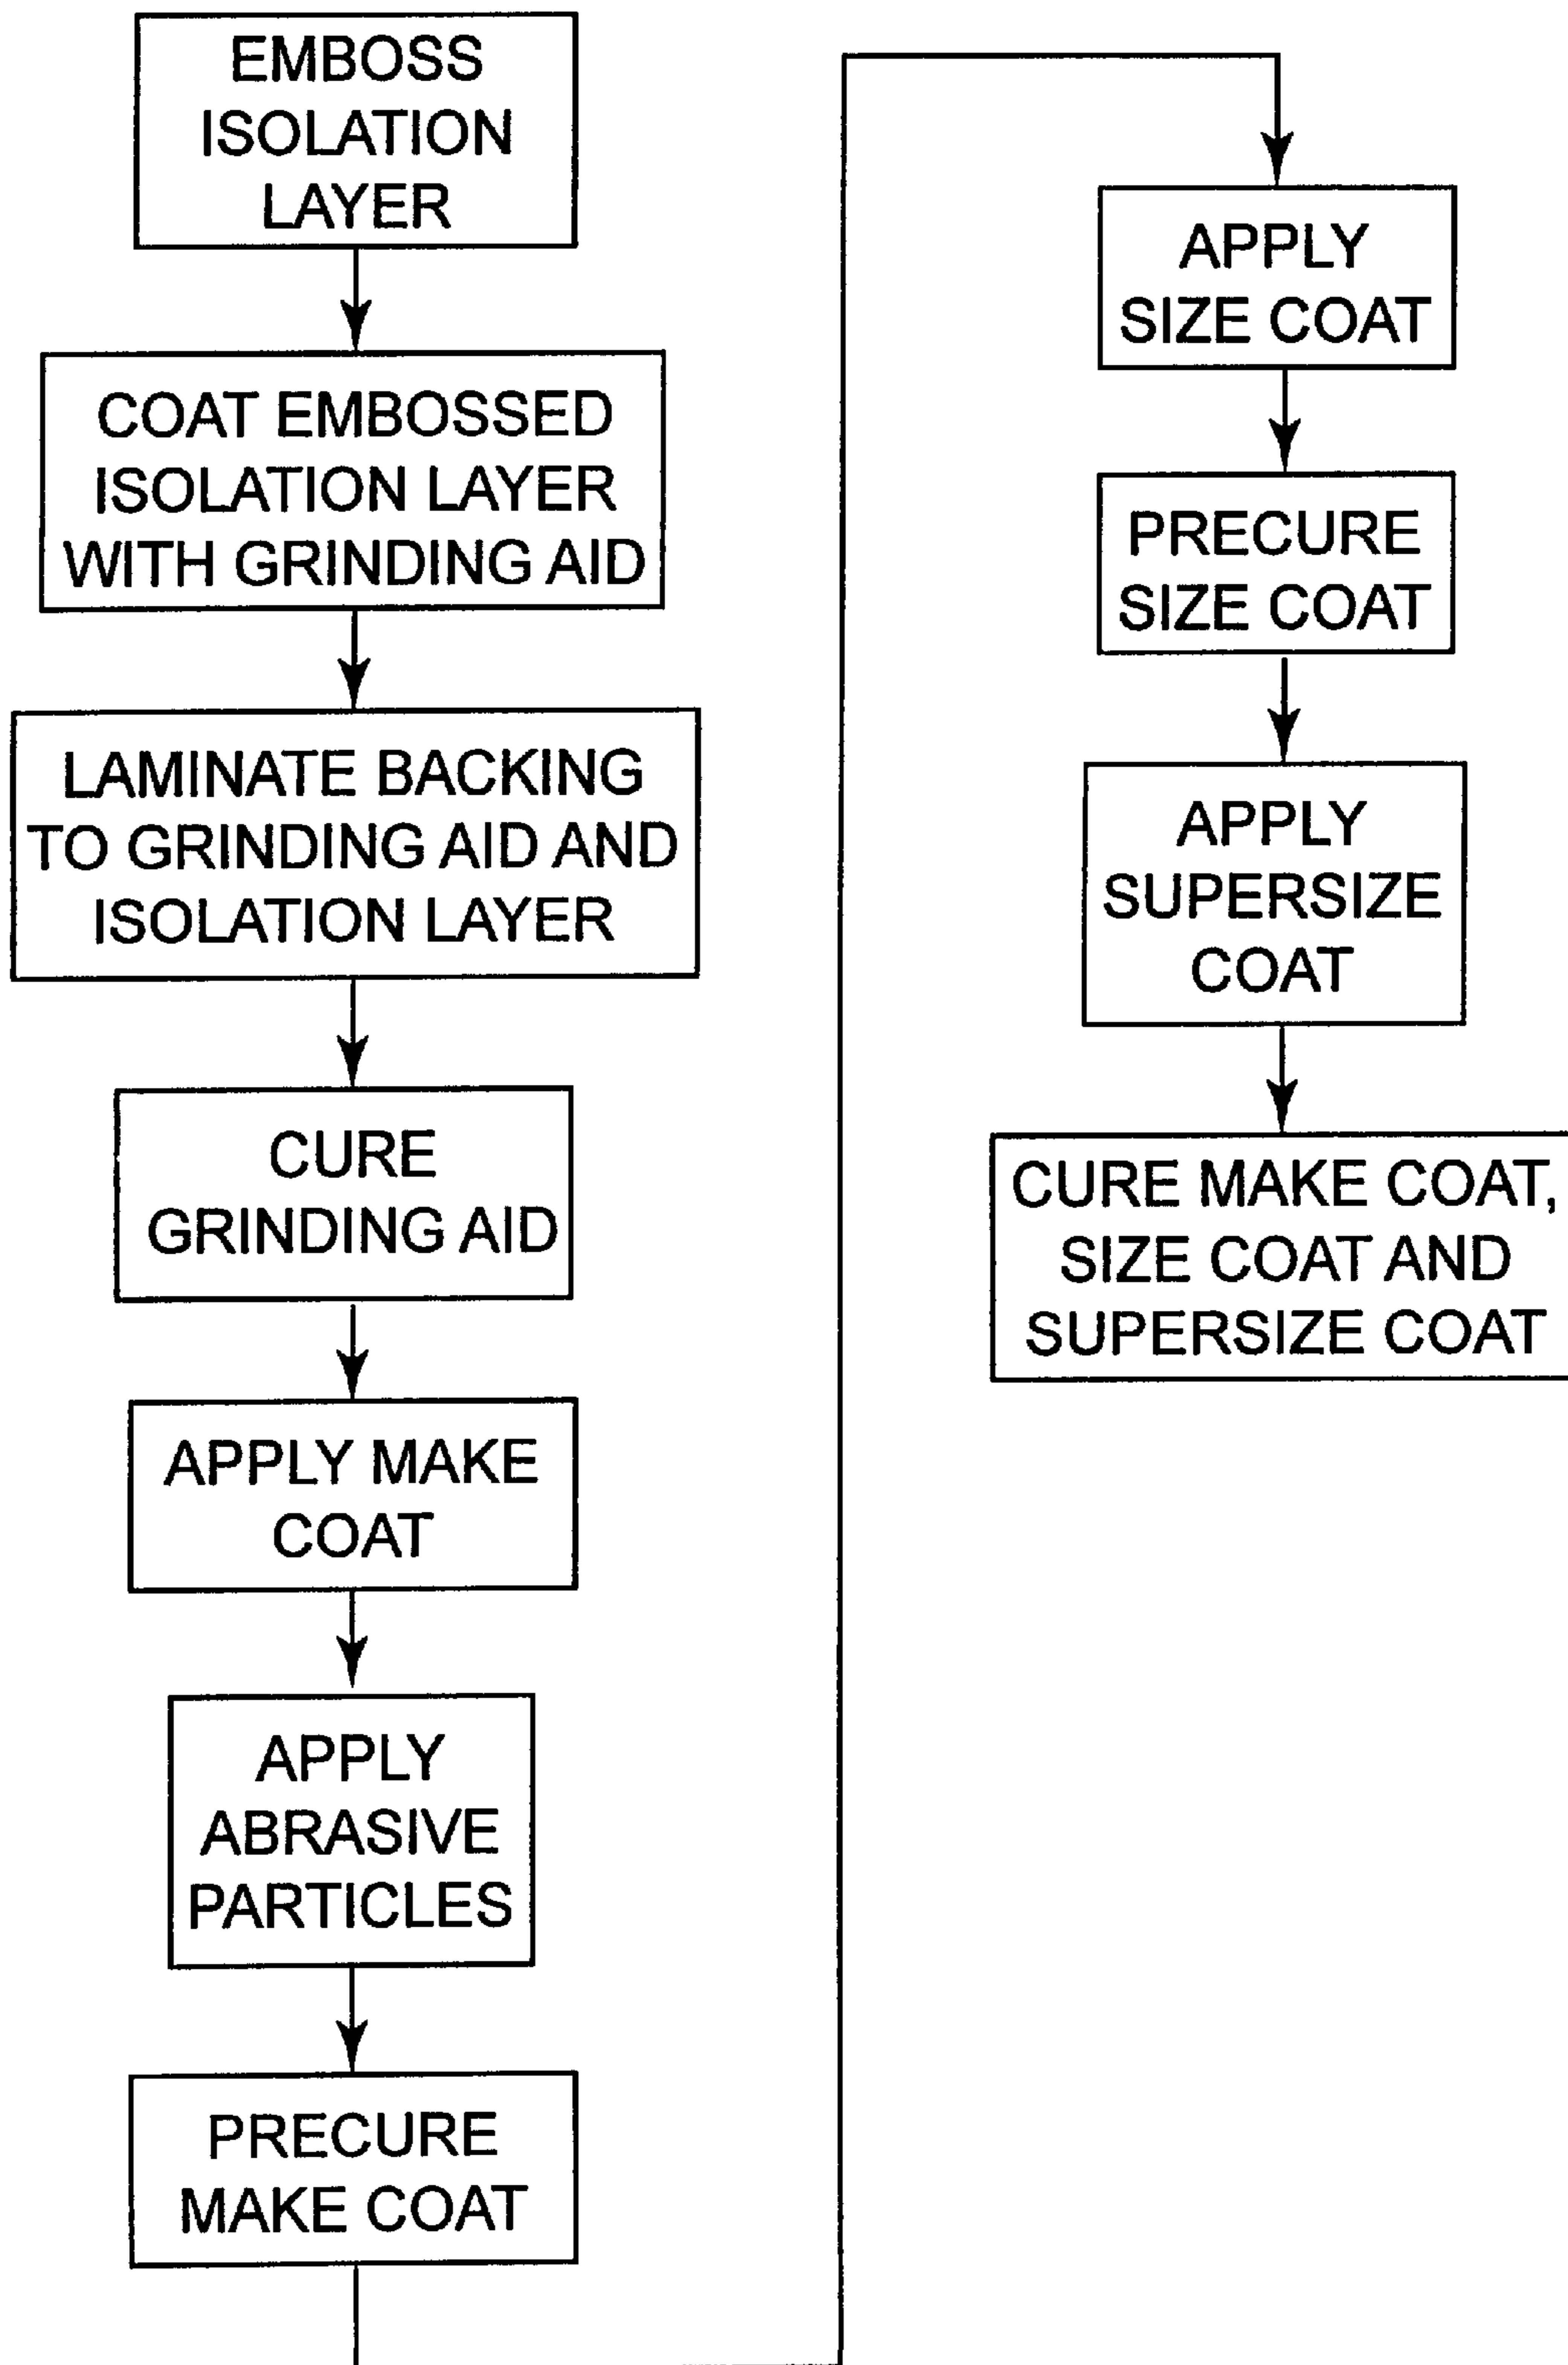 EMBOSS
ISOLATION
LAYER
COAT EMBOSSED
ISOLATION LAYER
WITH GRINDING AID
LAMINATE BACKING
TO GRINDING AID AND
ISOLATION LAYER
CURE
GRINDING AID
APPLY MAKE
COAT
APPLY
ABRASIVE
PARTICLES
PRECURE
MAKE COAT
APPLY
SIZE COAT
PRECURE
SIZE COAT
APPLY
SUPERSIZE
COAT
CURE MAKE COAT,
SIZE COAT AND
SUPERSIZE COAT